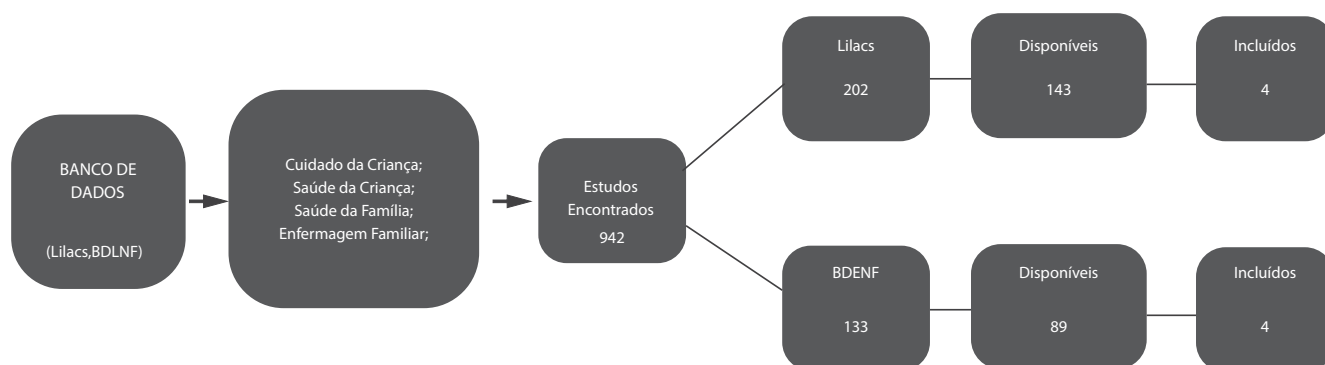 BANCO DE
DADOS
(Lilacs,BDLNF)
Cuidado da Criança;
Saúde da Criança;
Saúde da Família;
Enfermagem Familiar;
Estudos
Encontrados
942
Lilacs
202
Disponíveis
143
Incluídos
4
BDENF
133
Disponíveis
89
Incluídos
4